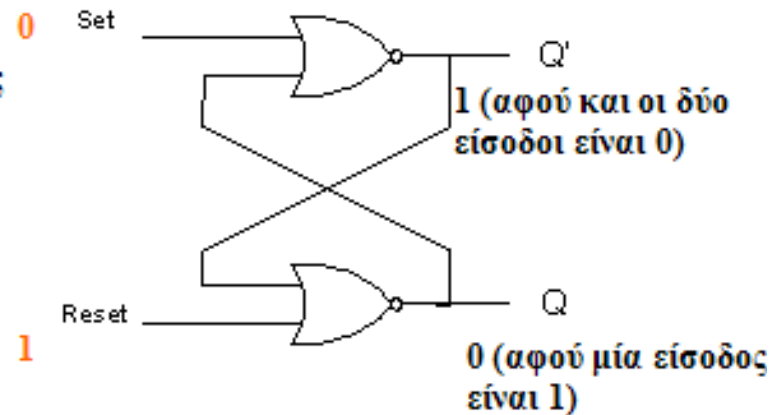 0 Set
Q'
1 (αφού και οι δύο
είσοδοι είναι 0)
Reset
Q
1
0 (αφού μία είσοδος
είναι 1)